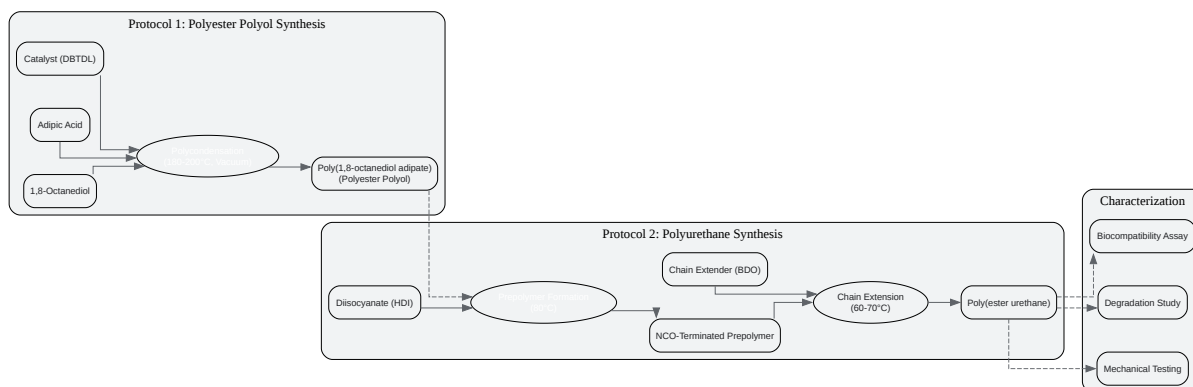 Protocol 1: Polyester Polyol Synthesis
Catalyst (DBTDL)
Adipic Acid
1,8-Octanediol
Poly(1,8-octanediol adipate)
(Polyester Polyol)
Protocol 2: Polyurethane Synthesis
Diisocyanate (HDI)
Chain Extender (BDO)
NCO-Terminated Prepolymer
Chain Extension
(60-70°C)
Poly(ester urethane)
Characterization
Biocompatibility Assay
Degradation Study
Mechanical Testing